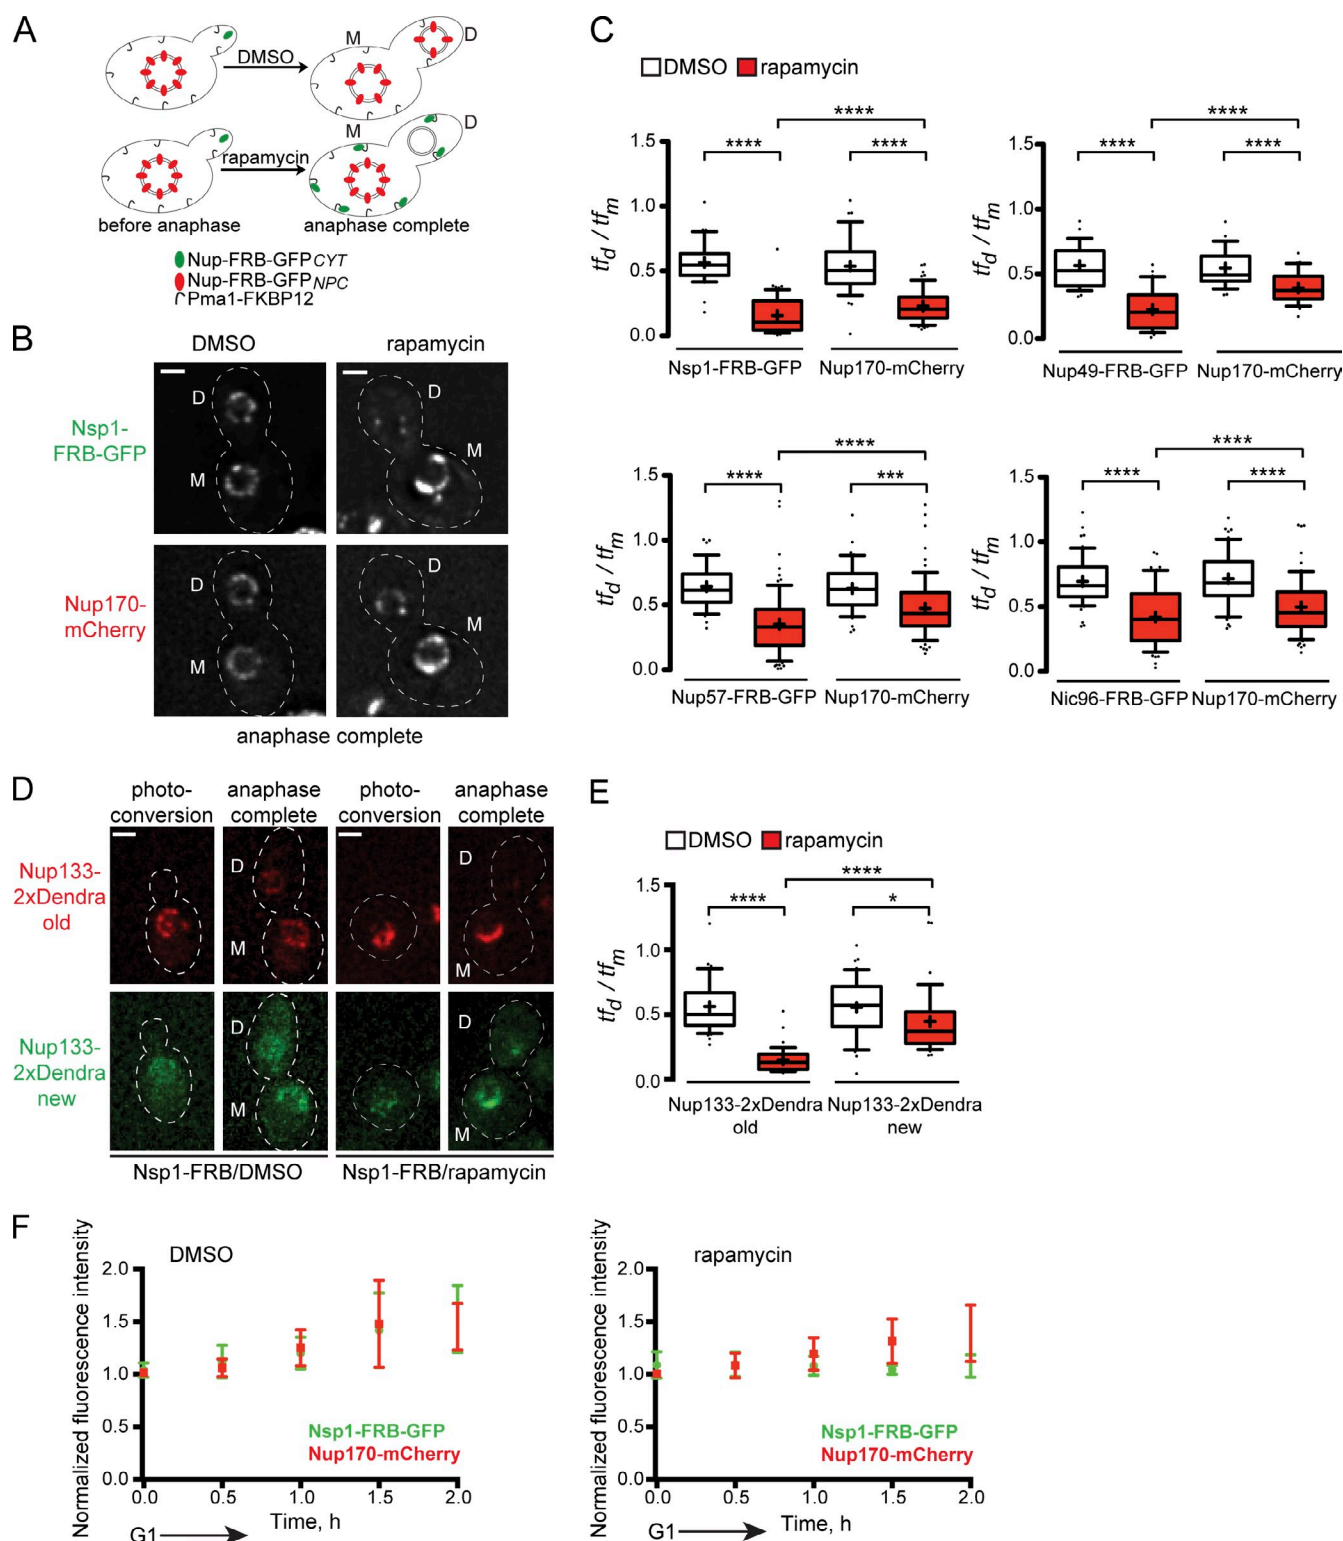 A
M
D
DMSO
M
D
rapamycin
before anaphase
anaphase complete
Nup-FRB-GFPCYT
Nup-FRB-GFPNPC
Pma1-FKBP12
B
DMSO
rapamycin
Nsp1-
FRB-GFP
D
M
D
M
Nup170-
mCherry
D
M
D
M
anaphase complete
C
DMSO
rapamycin
****
****
****
1.5
1.0
0.5
0.0
tfd / tfm
Nsp1-FRB-GFP
Nup170-mCherry
****
****
****
1.5
1.0
0.5
0.0
tfd / tfm
Nup49-FRB-GFP
Nup170-mCherry
****
****
***
1.5
1.0
0.5
0.0
tfd / tfm
Nup57-FRB-GFP
Nup170-mCherry
****
****
****
1.5
1.0
0.5
0.0
tfd / tfm
Nic96-FRB-GFP
Nup170-mCherry
D
photo-
conversion
anaphase
complete
photo-
conversion
anaphase
complete
Nup133-
2xDendra
old
D
M
D
M
Nup133-
2xDendra
new
D
M
D
M
Nsp1-FRB/DMSO
Nsp1-FRB/rapamycin
E
DMSO
rapamycin
****
****
*
1.5
1.0
0.5
0.0
tfd / tfm
Nup133-2xDendra
old
Nup133-2xDendra
new
F
DMSO
Normalized fluorescence intensity
2.0
1.5
1.0
0.5
0.0
Nsp1-FRB-GFP
Nup170-mCherry
0.0 0.5 1.0 1.5 2.0
Time, h
G1
rapamycin
Normalized fluorescence intensity
2.0
1.5
1.0
0.5
0.0
Nsp1-FRB-GFP
Nup170-mCherry
0.0 0.5 1.0 1.5 2.0
Time, h
G1